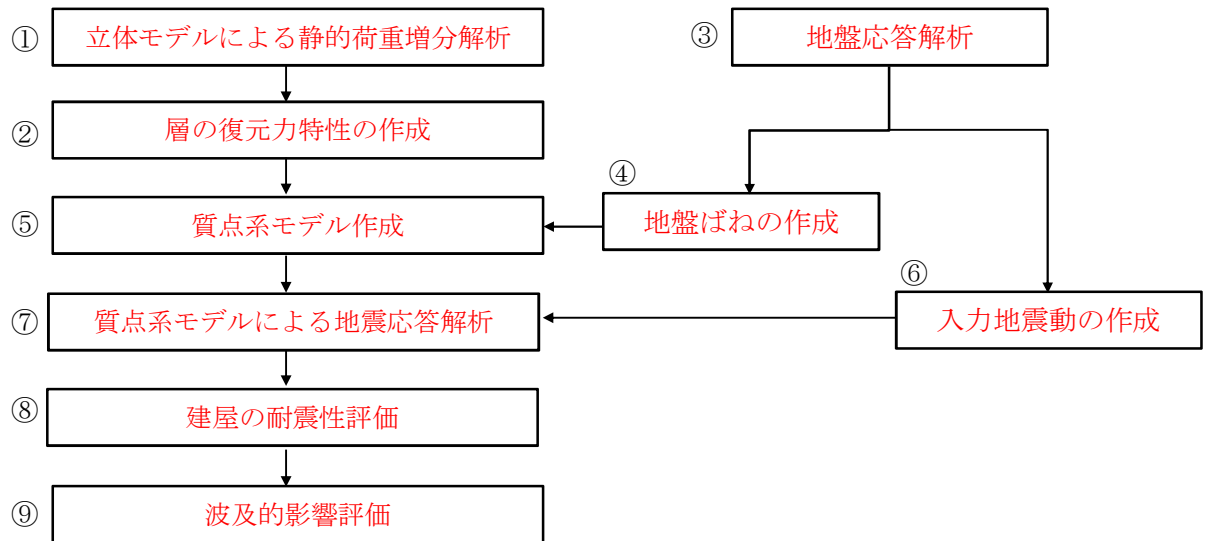 ① 立体モデルによる静的荷重増分解析
② 層の復元力特性の作成
③ 地盤応答解析
④ 地盤ばねの作成
⑤ 質点系モデル作成
⑥ 入力地震動の作成
⑦ 質点系モデルによる地震応答解析
⑧ 建屋の耐震性評価
⑨ 波及的影響評価